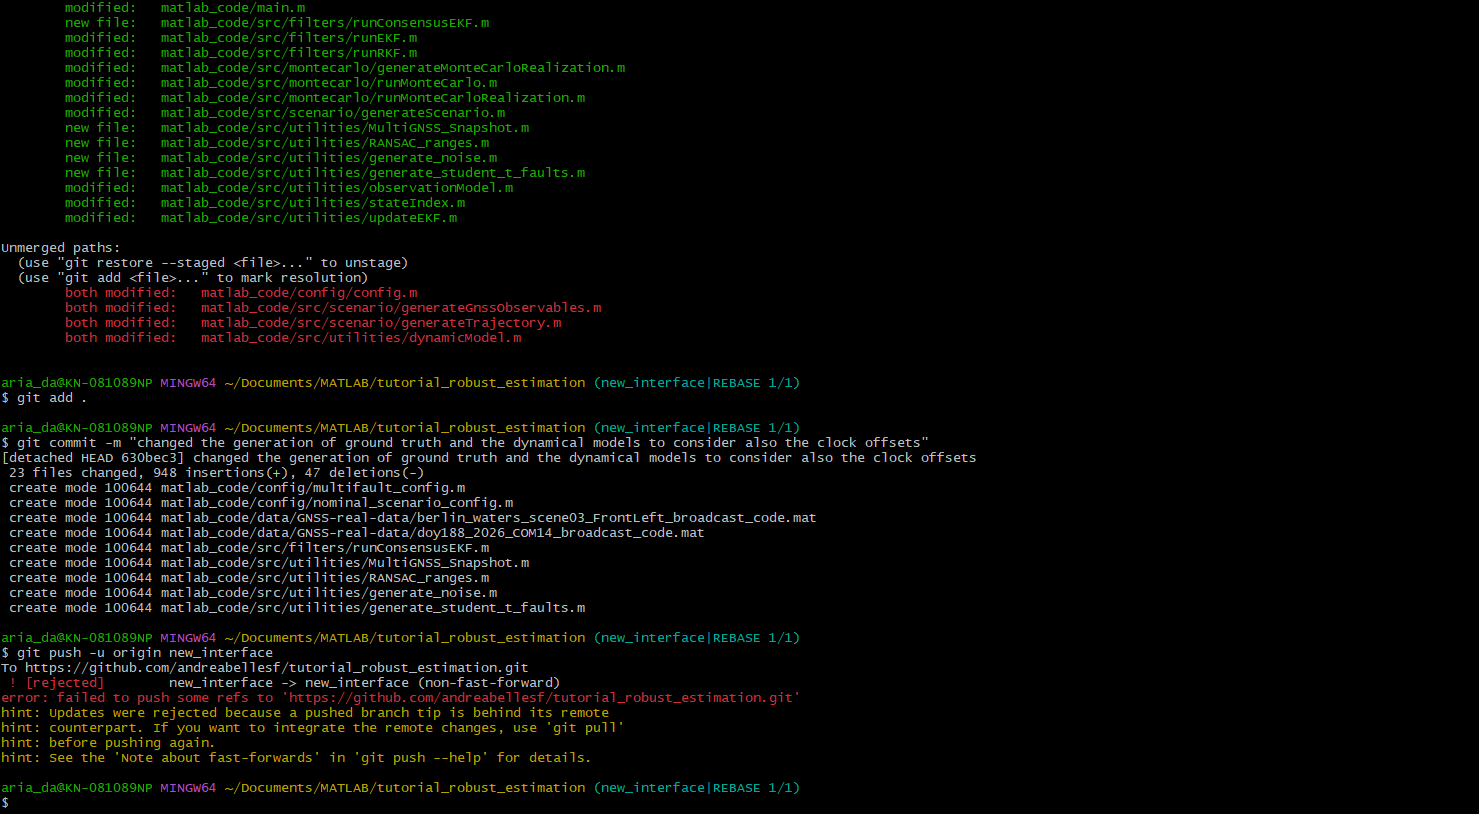 modified:   matlab_code/main.m
new file:   matlab_code/src/filters/runConsensusEKF.m
modified:   matlab_code/src/filters/runEKF.m
modified:   matlab_code/src/filters/runRKF.m
modified:   matlab_code/src/montecarlo/generateMonteCarloRealization.m
modified:   matlab_code/src/montecarlo/runMonteCarlo.m
modified:   matlab_code/src/montecarlo/runMonteCarloRealization.m
modified:   matlab_code/src/scenario/generateScenario.m
new file:   matlab_code/src/utilities/MultiGNSS_Snapshot.m
new file:   matlab_code/src/utilities/RANSAC_ranges.m
new file:   matlab_code/src/utilities/generate_noise.m
new file:   matlab_code/src/utilities/generate_student_t_faults.m
modified:   matlab_code/src/utilities/observationModel.m
modified:   matlab_code/src/utilities/stateIndex.m
modified:   matlab_code/src/utilities/updateEKF.m
Unmerged paths:
(use "git restore --staged <file>..." to unstage)
(use "git add <file>..." to mark resolution)
both modified:   matlab_code/config/config.m
both modified:   matlab_code/src/scenario/generateGnssObservables.m
both modified:   matlab_code/src/scenario/generateTrajectory.m
both modified:   matlab_code/src/utilities/dynamicModel.m
aria_da@KN-081089NP MINGW64 ~/Documents/MATLAB/tutorial_robust_estimation (new_interface|REBASE 1/1)
$ git add .
aria_da@KN-081089NP MINGW64 ~/Documents/MATLAB/tutorial_robust_estimation (new_interface|REBASE 1/1)
$ git commit -m "changed the generation of ground truth and the dynamical models to consider also the clock offsets"
[detached HEAD 630bec3] changed the generation of ground truth and the dynamical models to consider also the clock offsets
23 files changed, 948 insertions(+), 47 deletions(-)
create mode 100644 matlab_code/config/multifault_config.m
create mode 100644 matlab_code/config/nominal_scenario_config.m
create mode 100644 matlab_code/data/GNSS-real-data/berlin_waters_scene03_FrontLeft_broadcast_code.mat
create mode 100644 matlab_code/data/GNSS-real-data/doy188_2026_COM14_broadcast_code.mat
create mode 100644 matlab_code/src/filters/runConsensusEKF.m
create mode 100644 matlab_code/src/utilities/MultiGNSS_Snapshot.m
create mode 100644 matlab_code/src/utilities/RANSAC_ranges.m
create mode 100644 matlab_code/src/utilities/generate_noise.m
create mode 100644 matlab_code/src/utilities/generate_student_t_faults.m
aria_da@KN-081089NP MINGW64 ~/Documents/MATLAB/tutorial_robust_estimation (new_interface|REBASE 1/1)
$ git push -u origin new_interface
To https://github.com/andreabellesf/tutorial_robust_estimation.git
! [rejected]        new_interface -> new_interface (non-fast-forward)
error: failed to push some refs to 'https://github.com/andreabellesf/tutorial_robust_estimation.git'
hint: Updates were rejected because a pushed branch tip is behind its remote
hint: counterpart. If you want to integrate the remote changes, use 'git pull'
hint: before pushing again.
hint: See the 'Note about fast-forwards' in 'git push --help' for details.
aria_da@KN-081089NP MINGW64 ~/Documents/MATLAB/tutorial_robust_estimation (new_interface|REBASE 1/1)
$